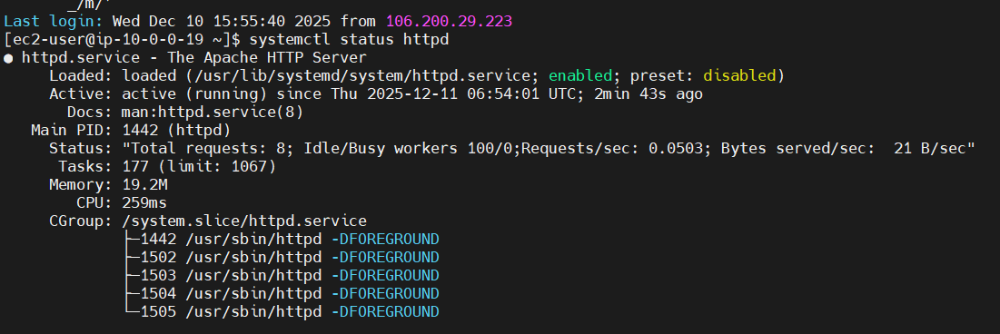 _/m/'
Last login: Wed Dec 10 15:55:40 2025 from 106.200.29.223
[ec2-user@ip-10-0-0-19 ~]$ systemctl status httpd
● httpd.service - The Apache HTTP Server
     Loaded: loaded (/usr/lib/systemd/system/httpd.service; enabled; preset: disabled)
     Active: active (running) since Thu 2025-12-11 06:54:01 UTC; 2min 43s ago
       Docs: man:httpd.service(8)
   Main PID: 1442 (httpd)
     Status: "Total requests: 8; Idle/Busy workers 100/0;Requests/sec: 0.0503; Bytes served/sec:  21 B/sec"
      Tasks: 177 (limit: 1067)
     Memory: 19.2M
        CPU: 259ms
     CGroup: /system.slice/httpd.service
             ├─1442 /usr/sbin/httpd -DFOREGROUND
             ├─1502 /usr/sbin/httpd -DFOREGROUND
             ├─1503 /usr/sbin/httpd -DFOREGROUND
             ├─1504 /usr/sbin/httpd -DFOREGROUND
             └─1505 /usr/sbin/httpd -DFOREGROUND